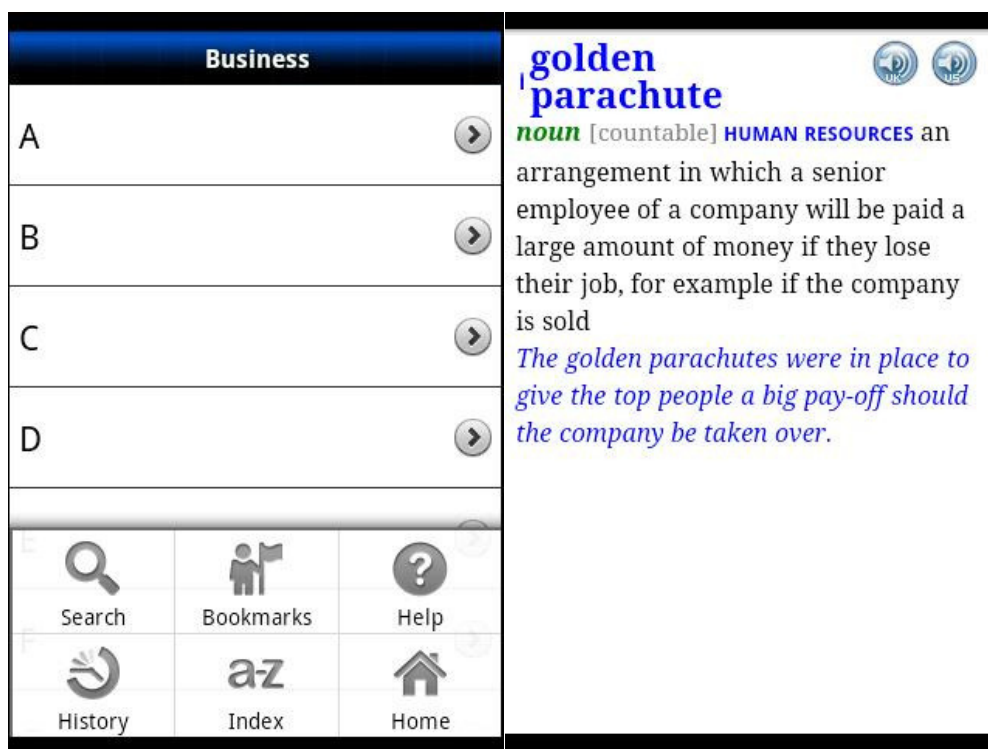 Business
A
B
C
D
E
F
Search Bookmarks Help
a-z
History Index Home
ˈgolden
parachute
UK US
noun [countable] HUMAN RESOURCES an
arrangement in which a senior
employee of a company will be paid a
large amount of money if they lose
their job, for example if the company
is sold
The golden parachutes were in place to
give the top people a big pay-off should
the company be taken over.